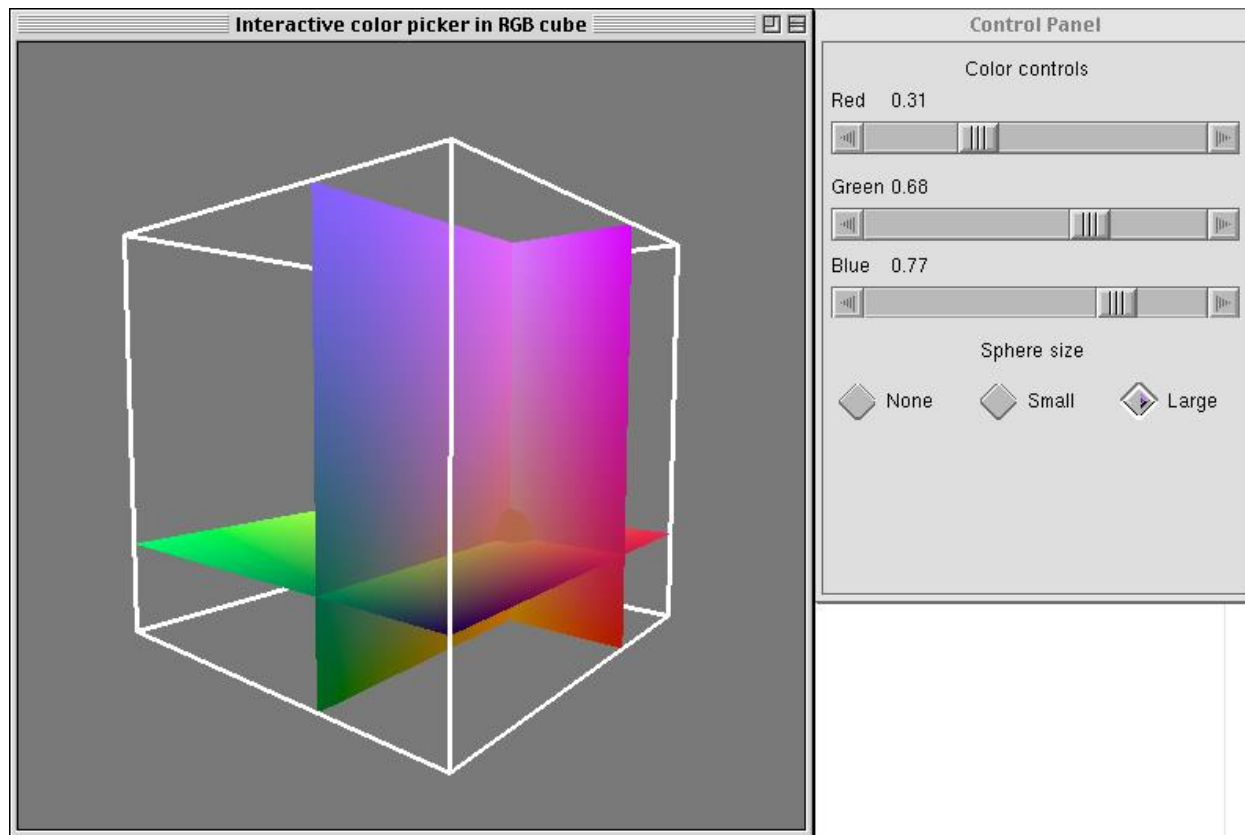 Interactive color picker in RGB cube
Control Panel
Color controls
Red 0.31
Green 0.68
Blue 0.77
Sphere size
None Small Large